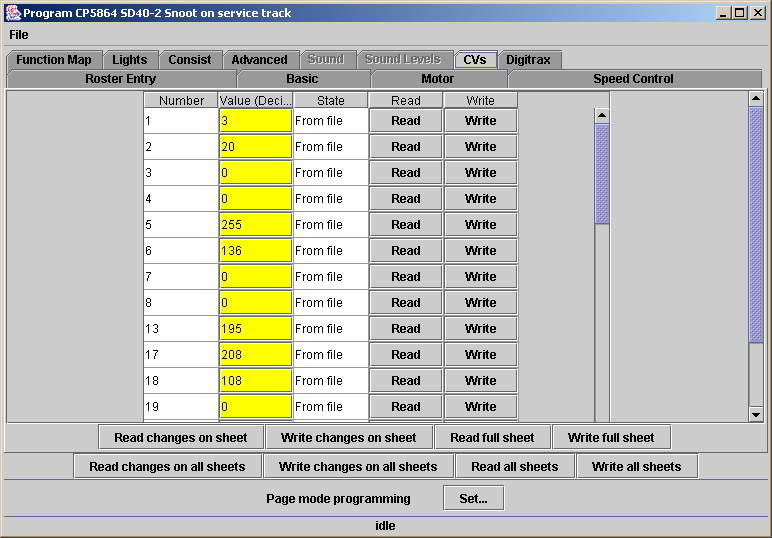 Program CP5864 SD40-2 Snoot on service track
File
Function Map Lights Consist Advanced Sound Sound Levels CVs Digitrax
Roster Entry Basic Motor Speed Control
Number Value (Deci... State Read Write
1 3 From file Read Write
2 20 From file Read Write
3 0 From file Read Write
4 0 From file Read Write
5 255 From file Read Write
6 136 From file Read Write
7 0 From file Read Write
8 0 From file Read Write
13 195 From file Read Write
17 208 From file Read Write
18 108 From file Read Write
19 0 From file Read Write
Read changes on sheet Write changes on sheet Read full sheet Write full sheet
Read changes on all sheets Write changes on all sheets Read all sheets Write all sheets
Page mode programming Set...
idle